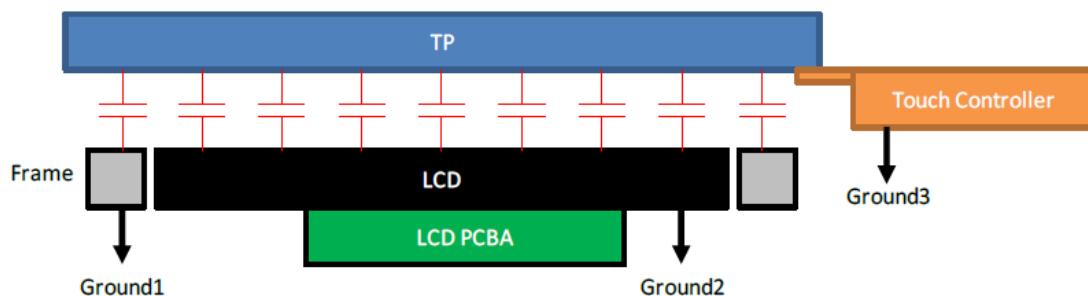 TP
Touch Controller
Frame
LCD
Ground3
LCD PCBA
Ground1
Ground2